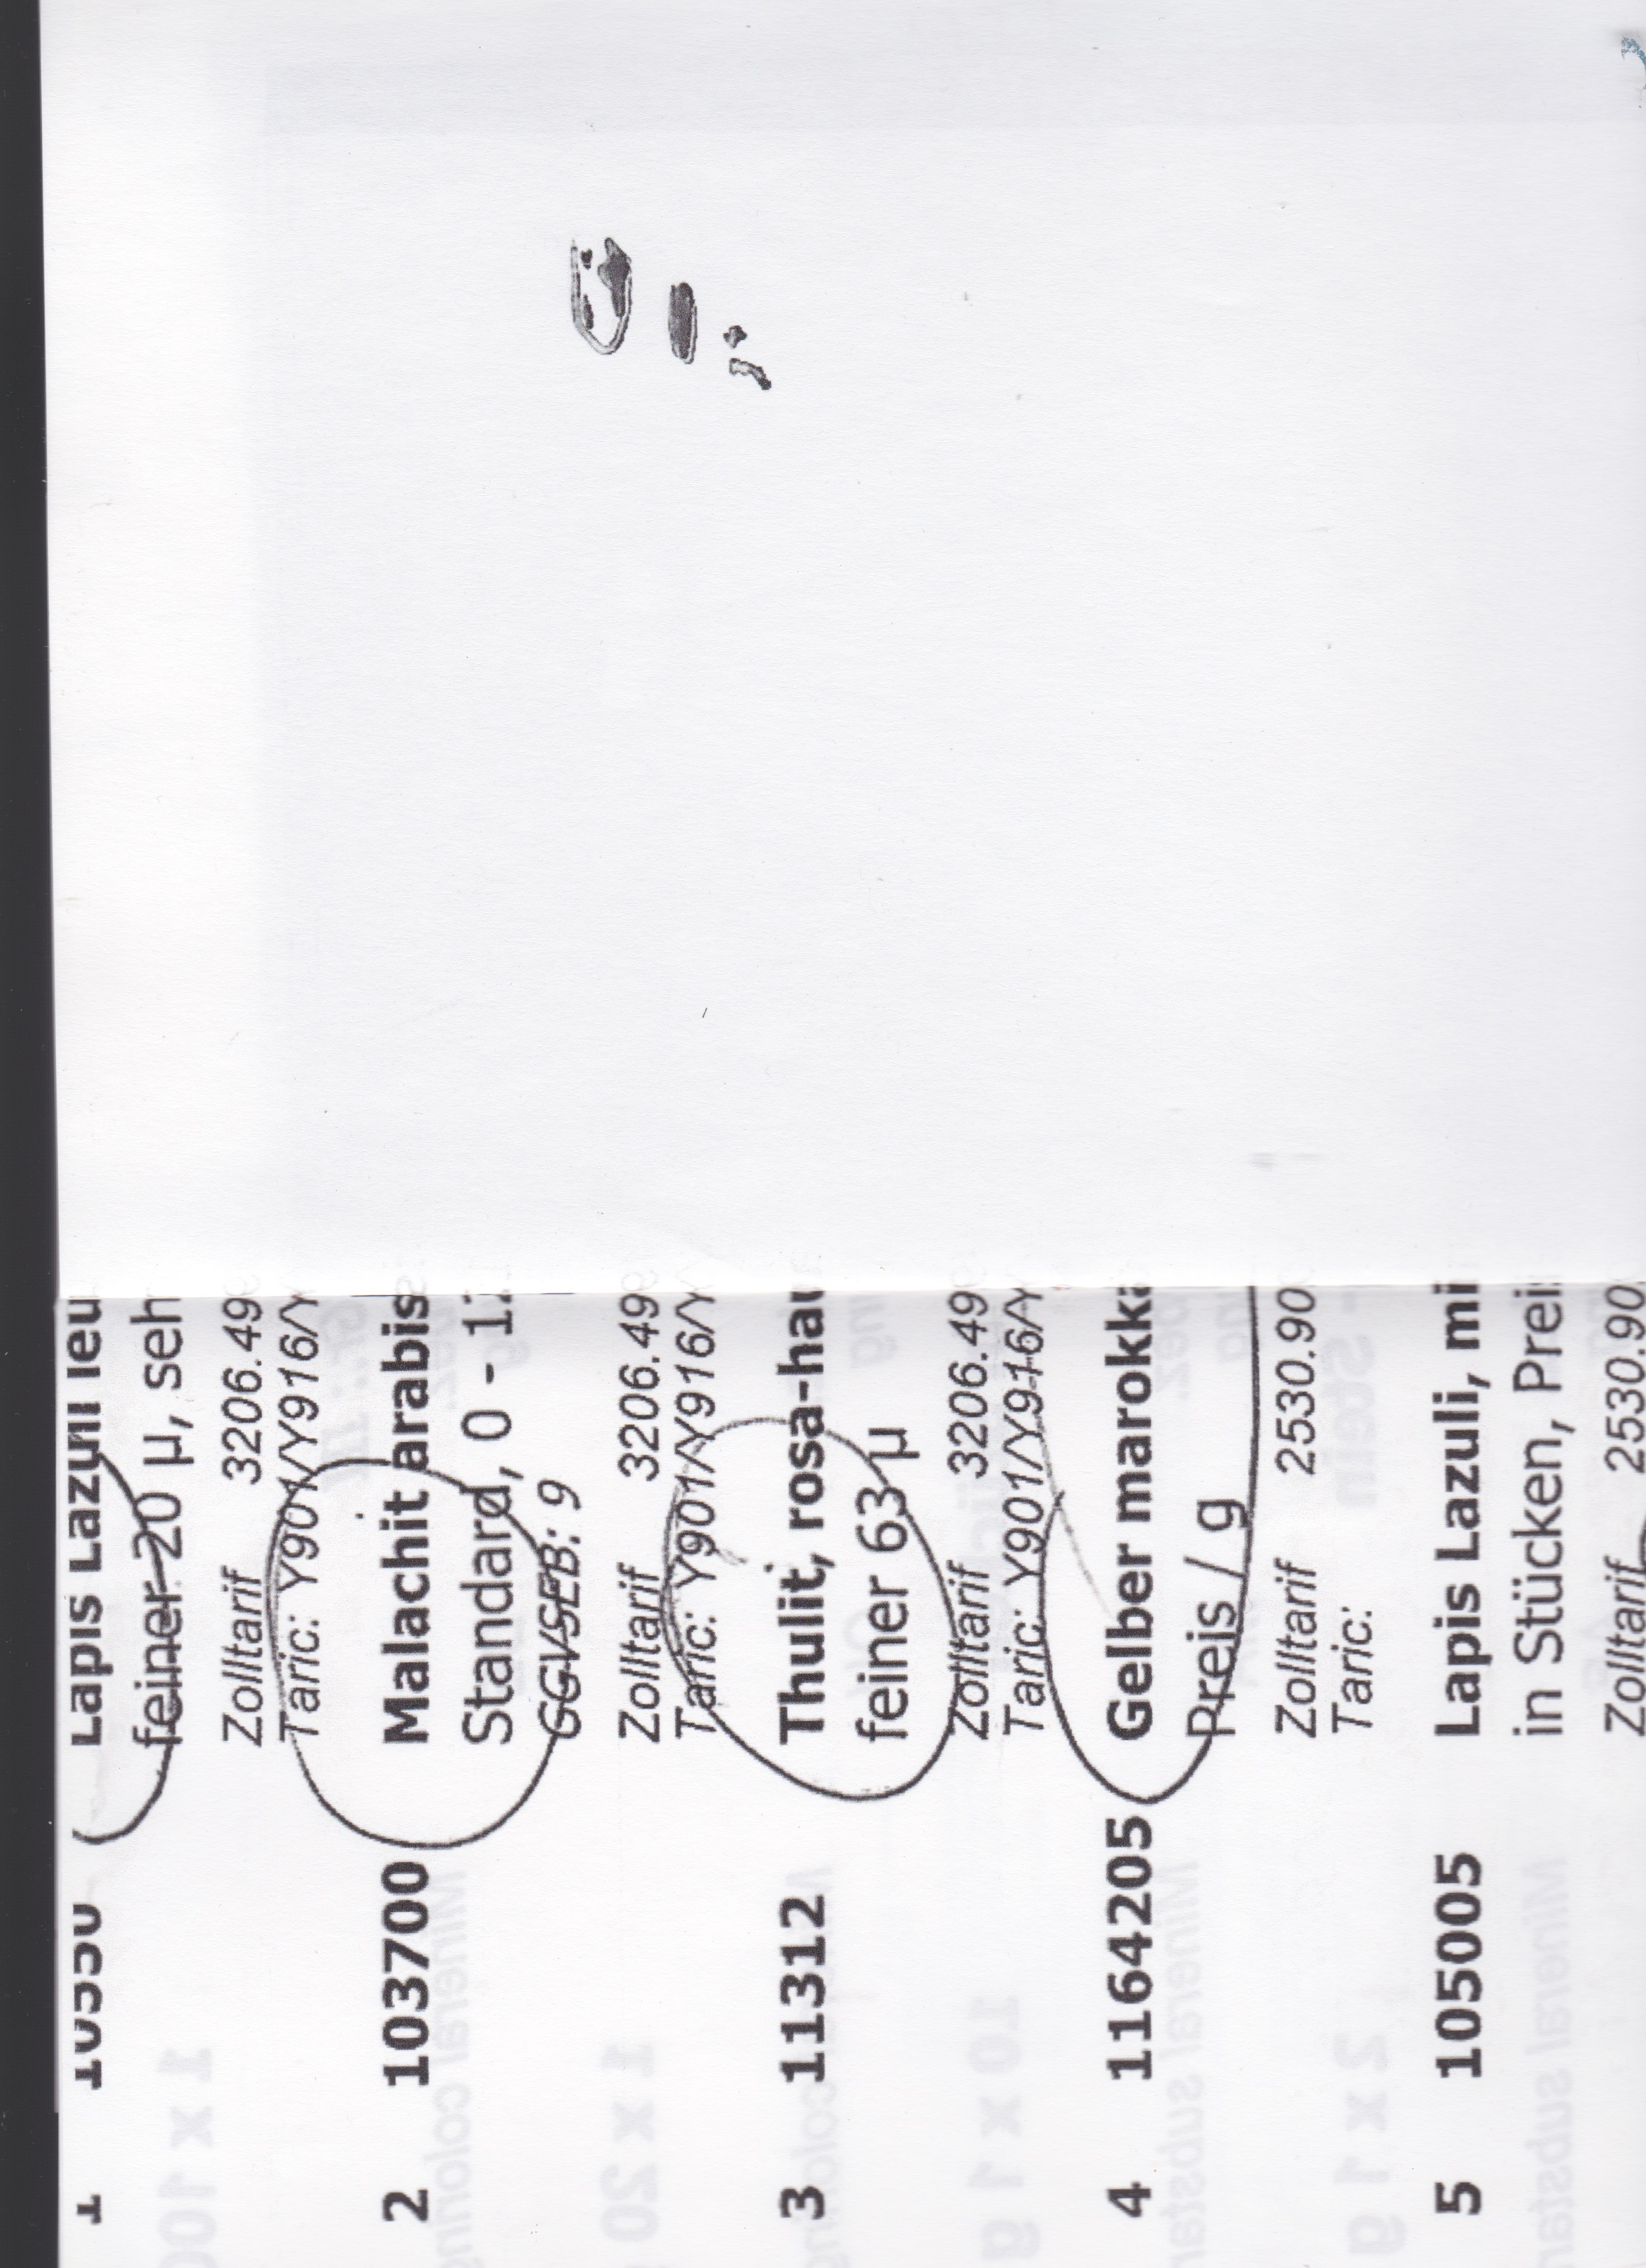 Lapis Lazuli
feiner 20 µ, seh
Zolltarif 3206.49
Taric: Y901/Y916/Y
2 103700 Malachit arabis
Standard, 0 - 12
GGVSEB: 9
Zolltarif 3206.49
Taric: Y901/Y916/Y
3 11312 Thulit, rosa-hau
feiner 63 µ
Zolltarif 3206.49
Taric: Y901/Y916/Y
4 1164205 Gelber marokka
Preis / g
Zolltarif 2530.90
Taric:
5 105005 Lapis Lazuli, mi
in Stücken, Prei
Zolltarif 2530.90